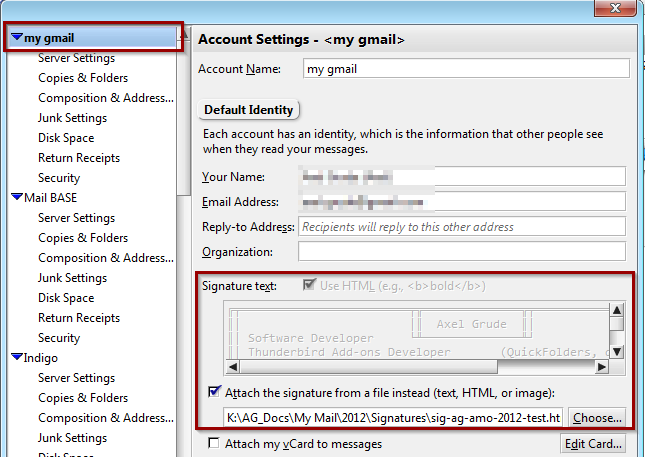 my gmail
Server Settings
Copies & Folders
Composition & Address...
Junk Settings
Disk Space
Return Receipts
Security
Mail BASE
Server Settings
Copies & Folders
Composition & Address...
Junk Settings
Disk Space
Return Receipts
Security
Indigo
Server Settings
Copies & Folders
Composition & Address...
Junk Settings
Disk Space
Account Settings - <my gmail>
Account Name: my gmail
Default Identity
Each account has an identity, which is the information that other people see
when they read your messages.
Your Name:
Email Address:
Reply-to Address: Recipients will reply to this other address
Organization:
Signature text: Use HTML (e.g., <b>bold</b>)
Axel Grude
Software Developer
Thunderbird Add-ons Developer (QuickFolders,
Attach the signature from a file instead (text, HTML, or image):
K:\AG_Docs\My Mail\2012\Signatures\sig-ag-amo-2012-test.ht Choose...
Attach my vCard to messages Edit Card...